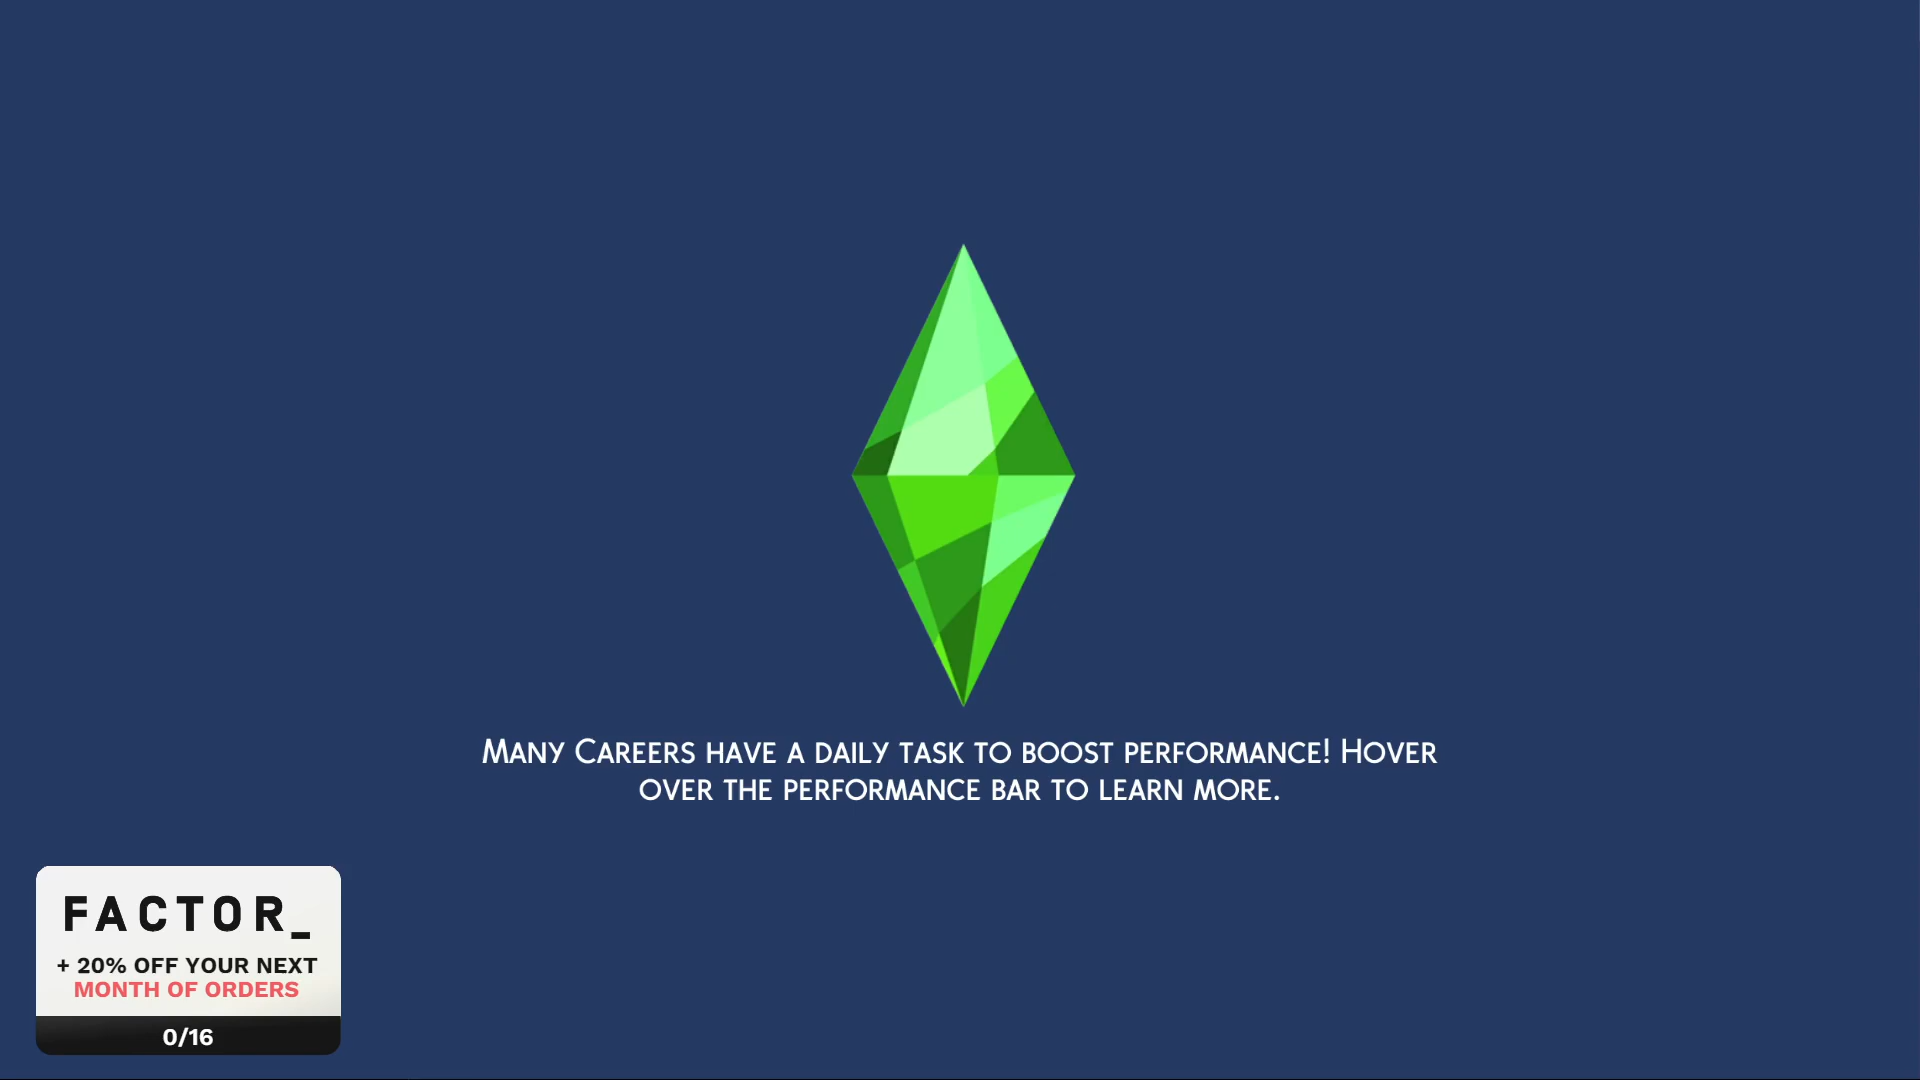 Many Careers have a daily task to boost performance! Hover
over the performance bar to learn more.
FACTOR_
+ 20% OFF YOUR NEXT
MONTH OF ORDERS
0/16